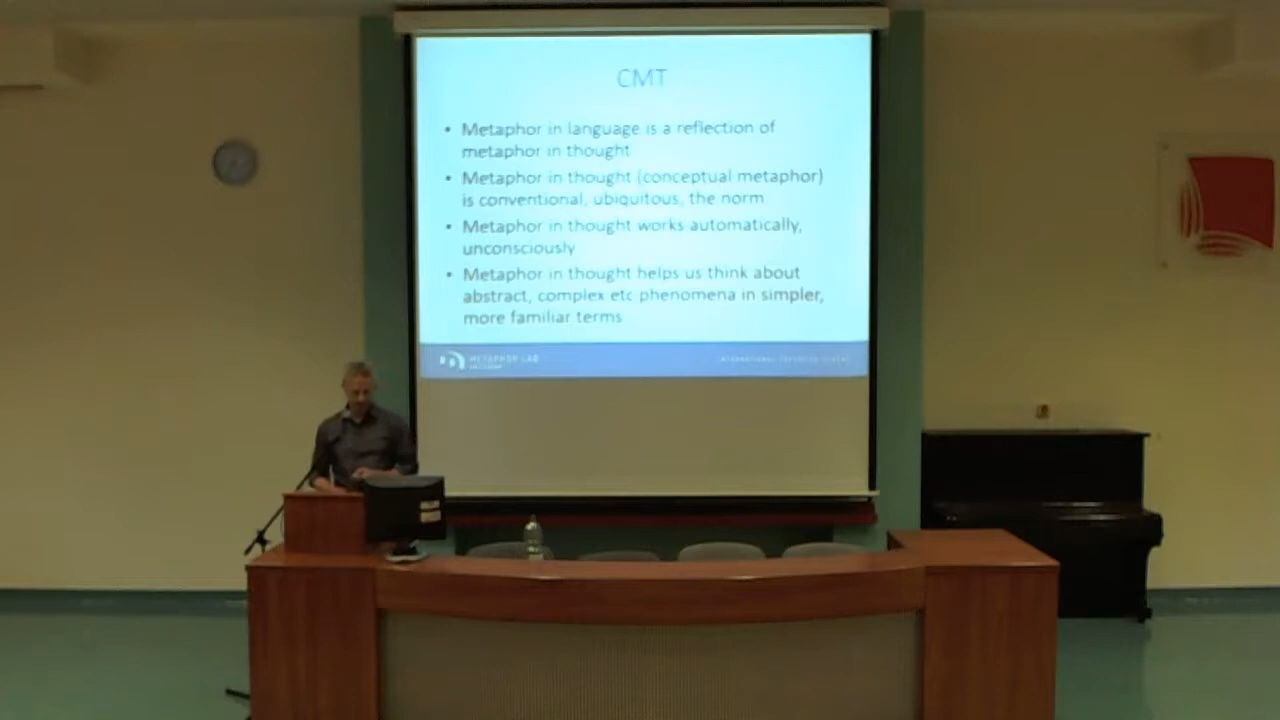 CMT
• Metaphor in language is a reflection of
metaphor in thought
• Metaphor in thought (conceptual metaphor)
is conventional, ubiquitous, the norm
• Metaphor in thought works automatically,
unconsciously
• Metaphor in thought helps us think about
abstract, complex etc phenomena in simpler,
more familiar terms
METAPHOR LAB